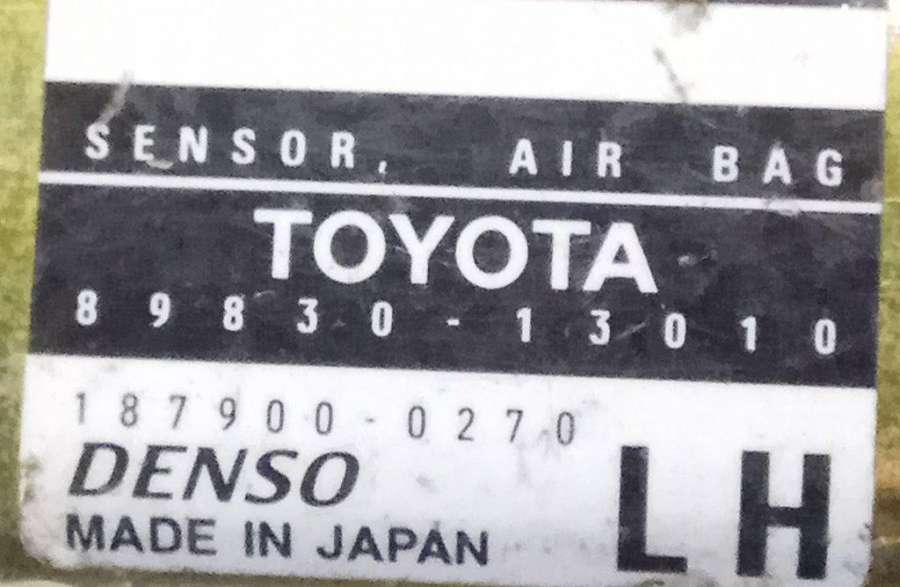 SENSOR, AIR BAG
TOYOTA
89830-13010
187900-0270
DENSO
MADE IN JAPAN
LH